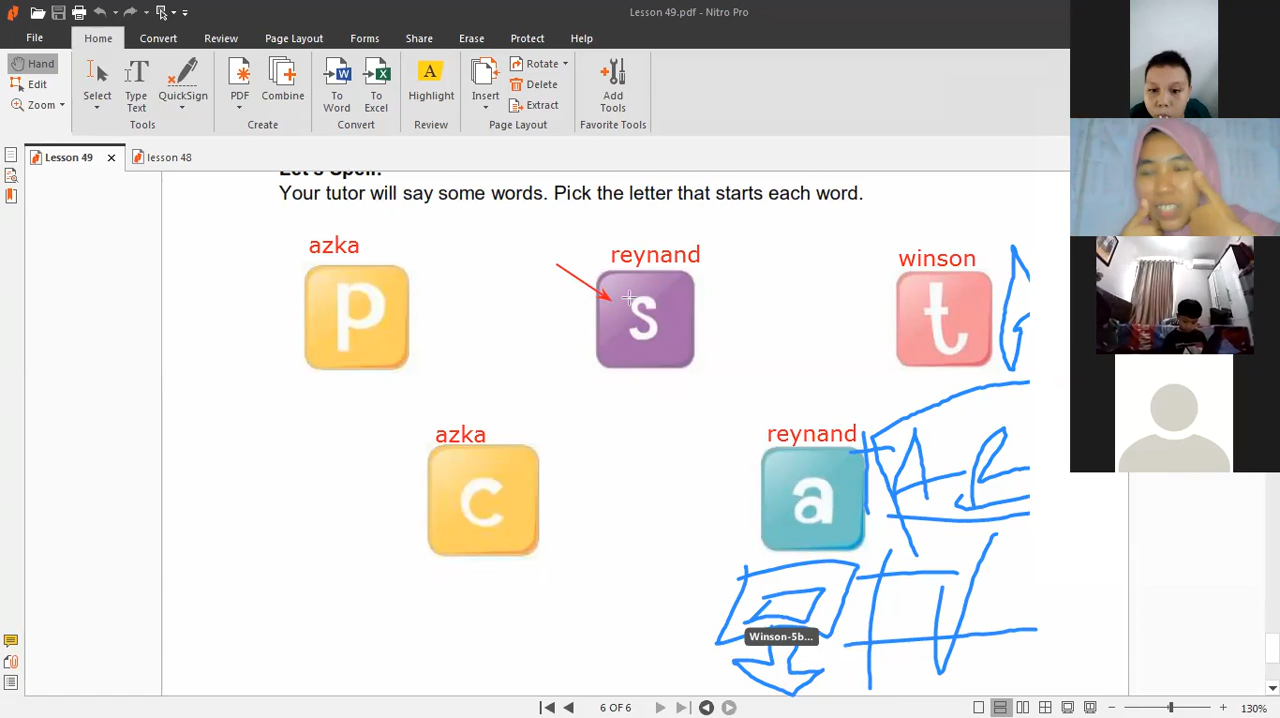 Lesson 49.pdf - Nitro Pro
File Home Convert Review Page Layout Forms Share Erase Protect Help
Hand
Edit
Zoom
Select
Type Text
QuickSign
Tools
PDF
Combine
Create
To Word
To Excel
Convert
Highlight
Review
Insert
Rotate
Delete
Extract
Page Layout
Add Tools
Favorite Tools
Lesson 49
lesson 48
Let's Spell!
Your tutor will say some words. Pick the letter that starts each word.
azka reynand winson
p s t
azka reynand
c a
Winson-5b...
6 OF 6
130%